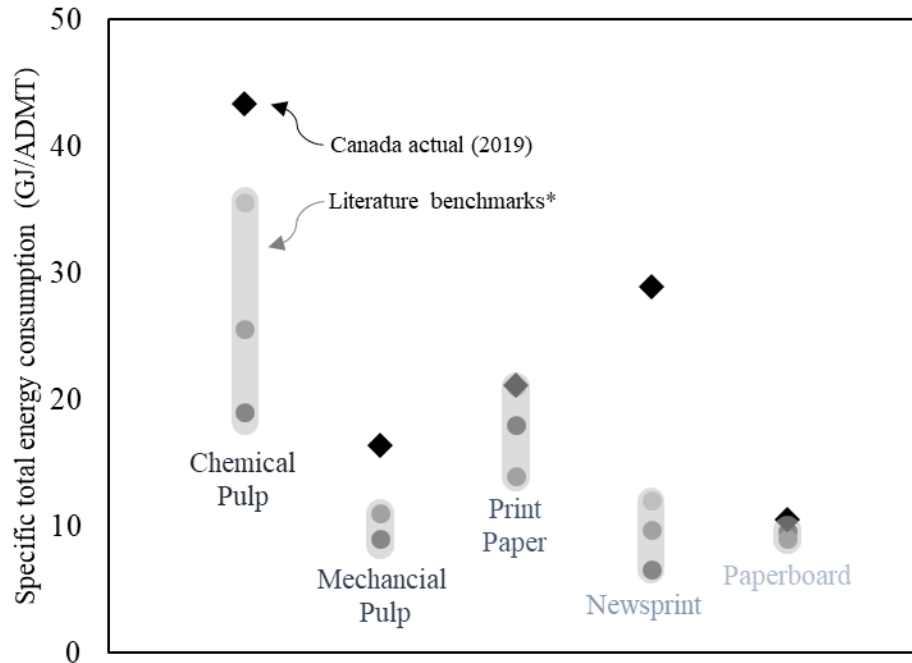 Specific total energy consumption (GJ/ADMT)
50
40
30
20
10
0
Canada actual (2019)
Literature benchmarks*
Chemical
Pulp
Mechancial
Pulp
Print
Paper
Newsprint
Paperboard